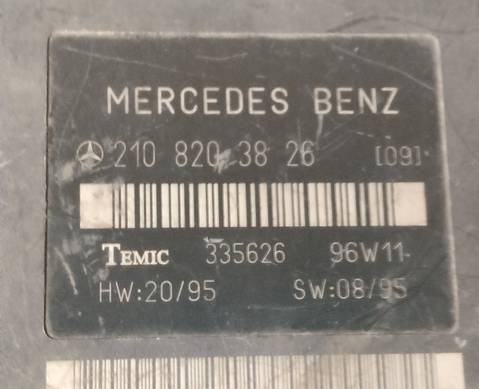 MERCEDES BENZ
210 820 38 26 [09]
TEMIC 335626 96W11
HW:20/95 SW:08/95